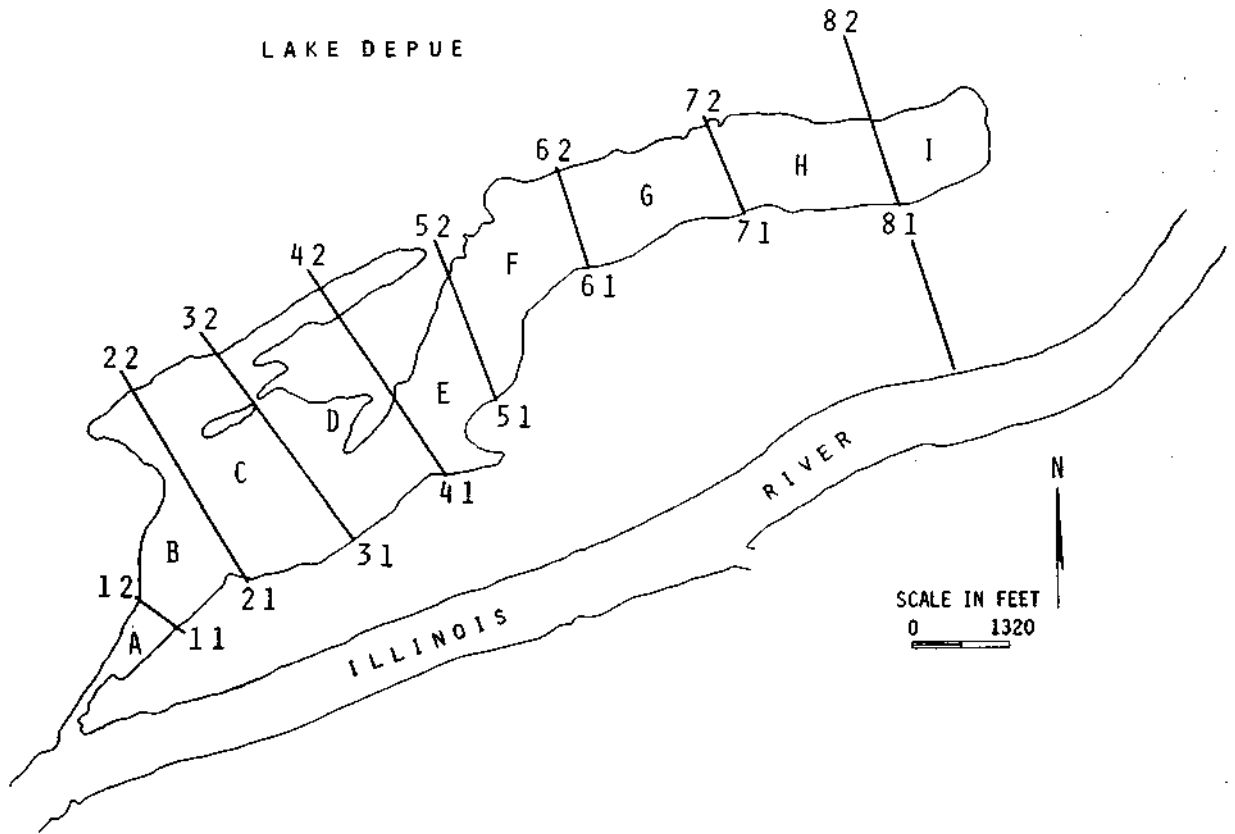 LAKE DEPUE
82
72
62
52
42
32
22
12
A
B
C
D
E
F
G
H
I
11
21
31
41
51
61
71
81
ILLINOIS
RIVER
N
SCALE IN FEET
0 1320